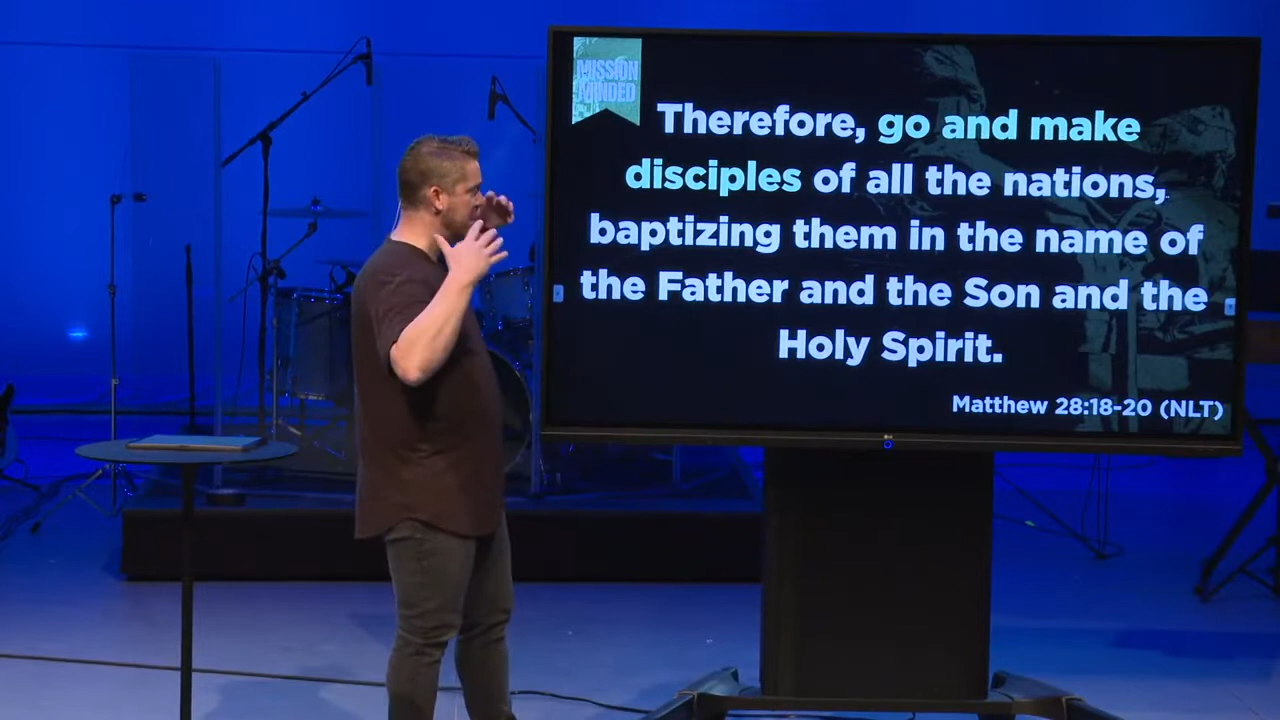 MISSION
MINDED
Therefore, go and make
disciples of all the nations,
baptizing them in the name of
the Father and the Son and the
Holy Spirit.
Matthew 28:18-20 (NLT)